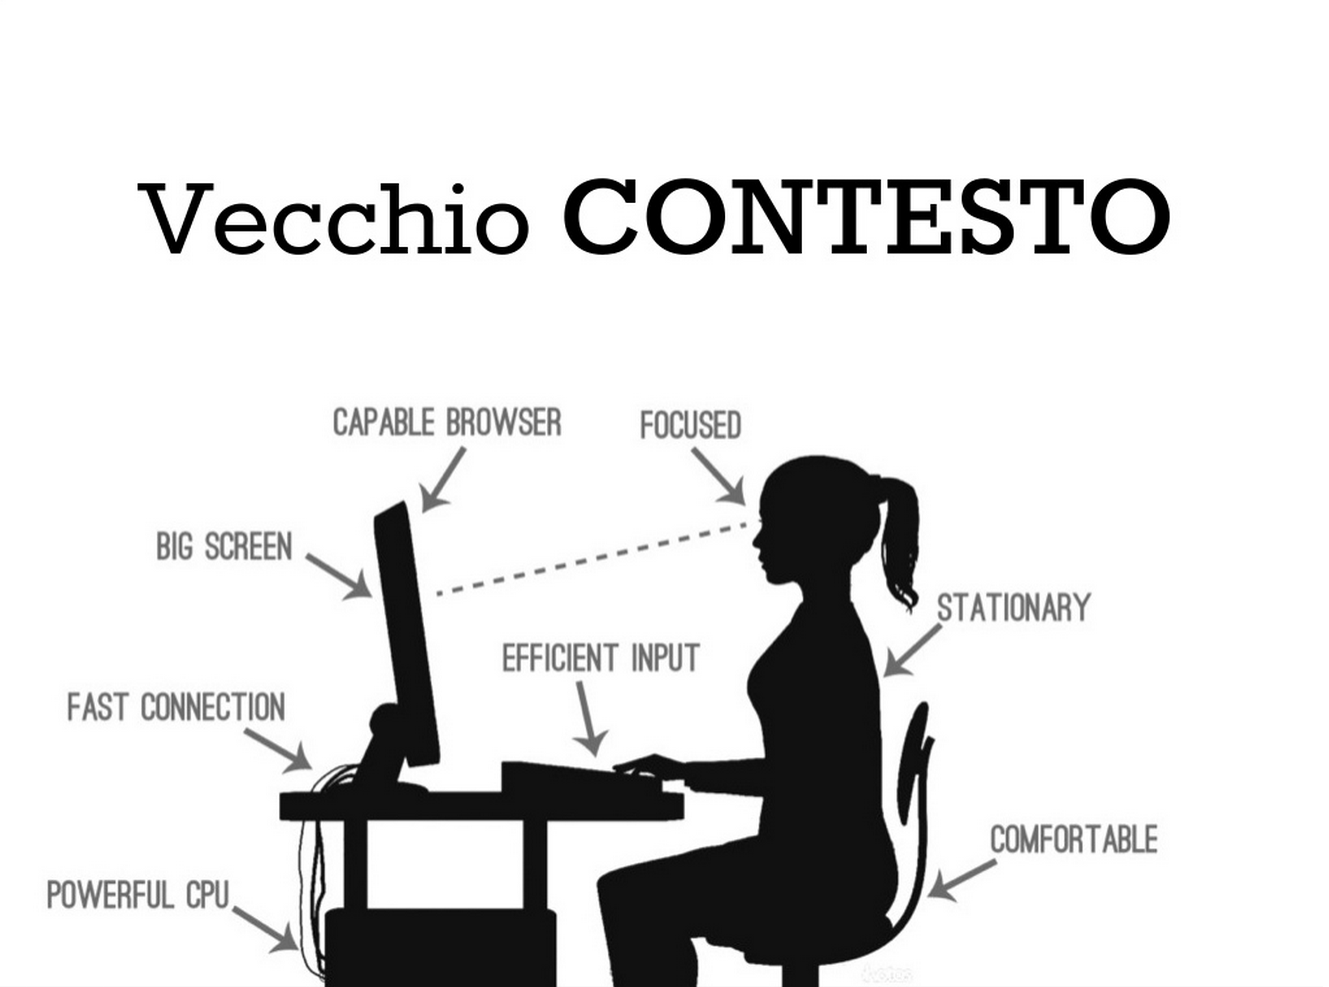 Vecchio CONTESTO
CAPABLE BROWSER
FOCUSED
BIG SCREEN
STATIONARY
EFFICIENT INPUT
FAST CONNECTION
COMFORTABLE
POWERFUL CPU